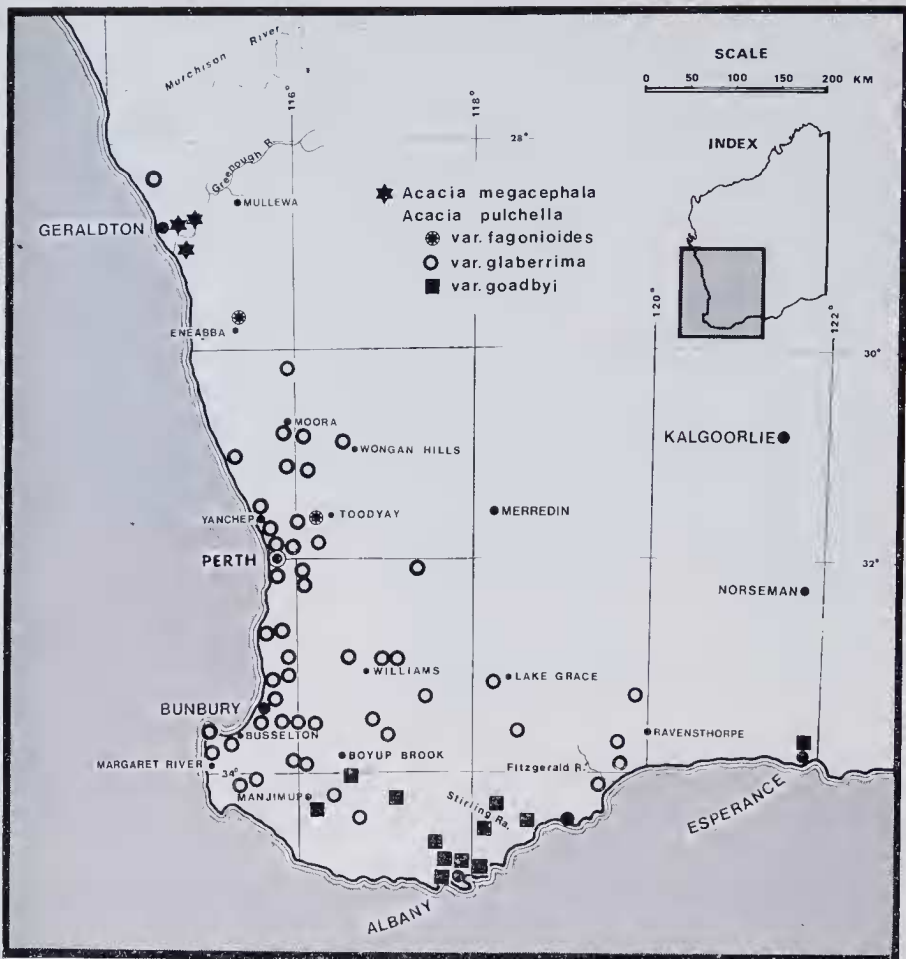 SCALE
0 50 100 150 200 KM
Murchison River
116°
118°
28°
INDEX
Greenough R.
MULLEWA
Acacia megacephala
Acacia pulchella
var. fagonioides
var. glaberrima
var. goadbyi
GERALDTON
120°
122°
ENEABBA
30°
MOORA
KALGOORLIE
WONGAN HILLS
YANCHEP
TOODYAY
MERREDIN
PERTH
32°
NORSEMAN
WILLIAMS
LAKE GRACE
BUNBURY
BUSSELTON
RAVENSTHORPE
MARGARET RIVER
BOYUP BROOK
Fitzgerald R.
34°
MANJIMUP
Stirling Ra.
ESPERANCE
ALBANY